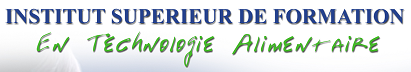 INSTITUT SUPERIEUR DE FORMATION
EN TECHNOLOGIE ALIMENTAIRE